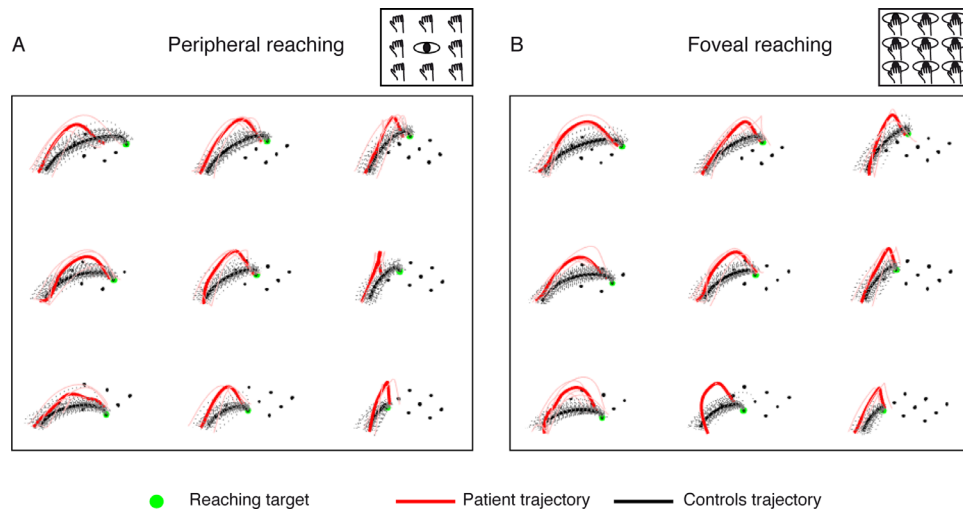 A
Peripheral reaching
B
Foveal reaching
Reaching target
Patient trajectory
Controls trajectory